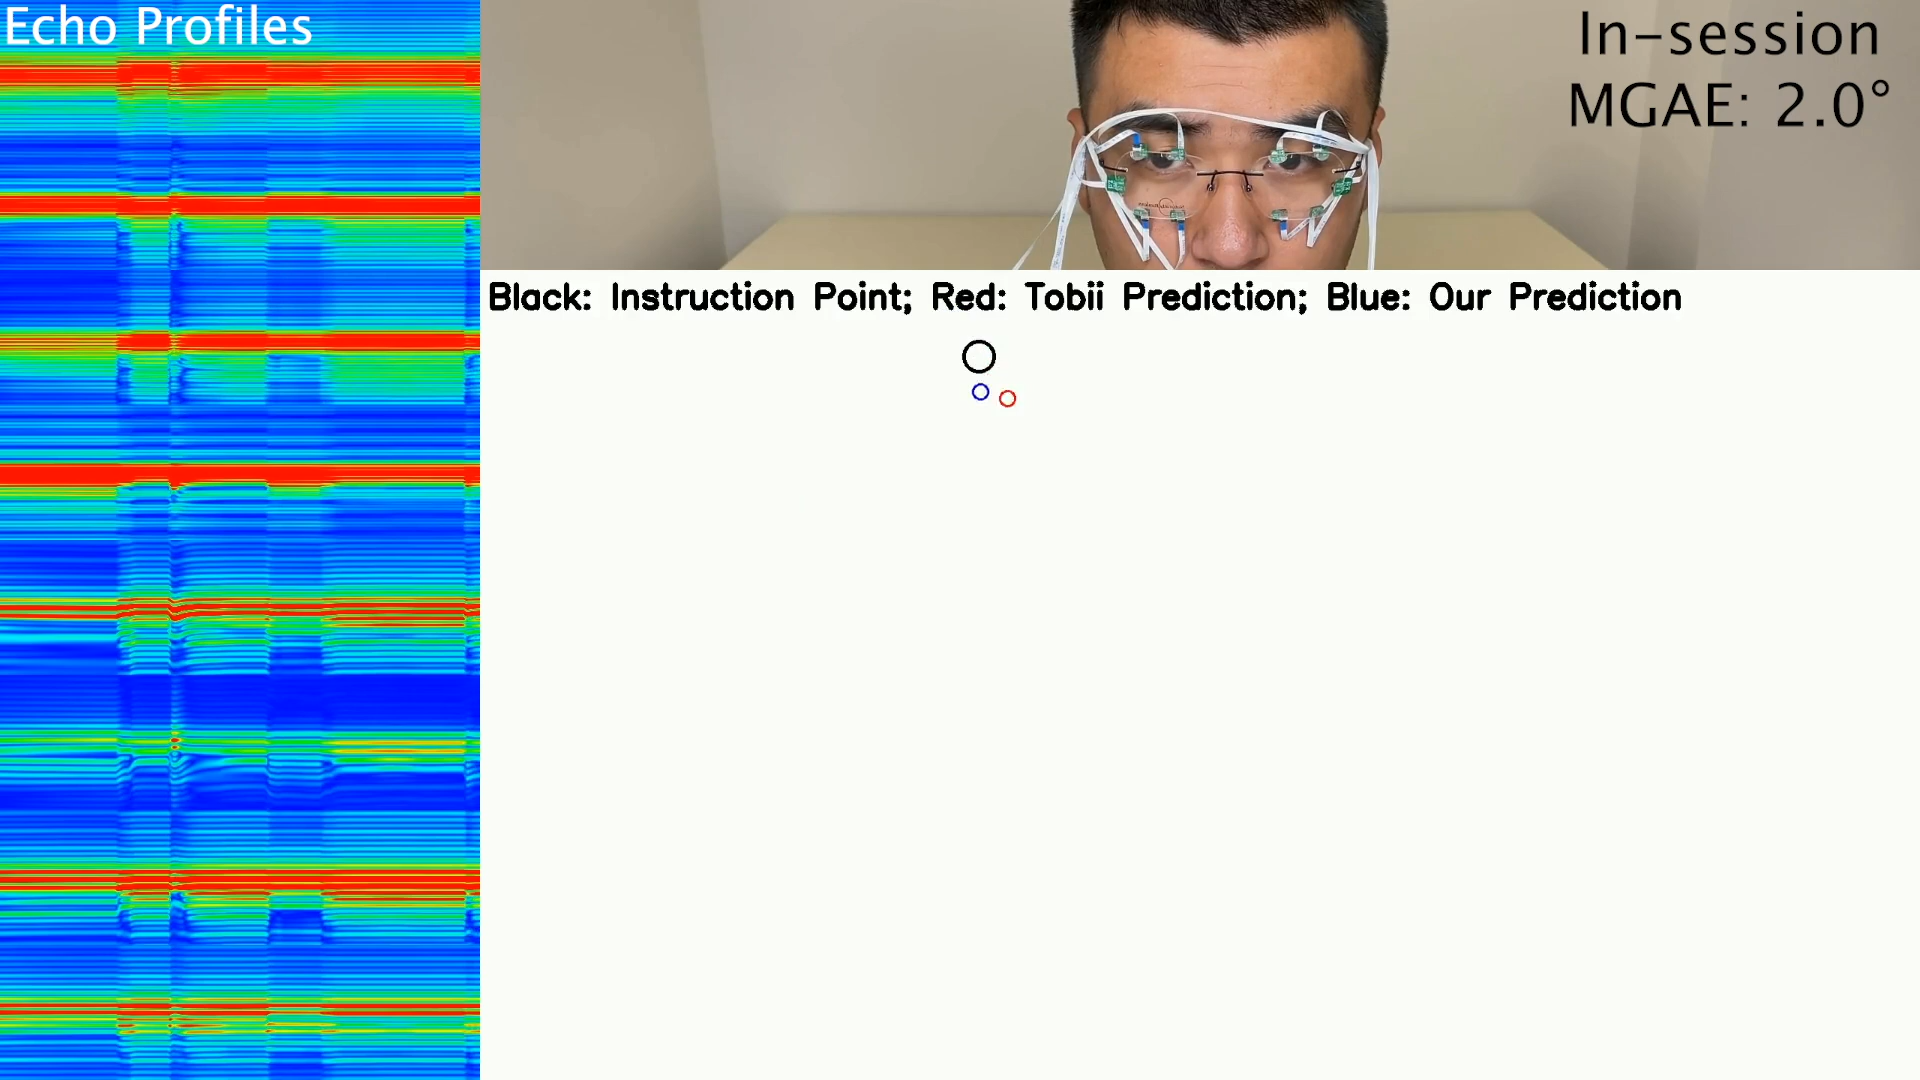 Echo Profiles
In-session
MGAE: 2.0°
Black: Instruction Point; Red: Tobii Prediction; Blue: Our Prediction